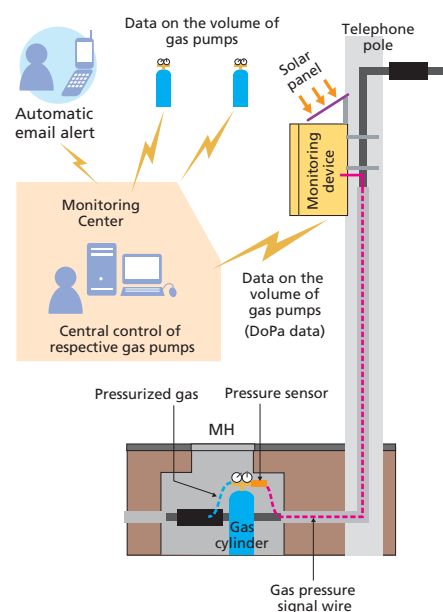 Data on the volume of
gas pumps
Telephone
pole
Solar
panel
Automatic
email alert
Monitoring
device
Monitoring
Center
Central control of
respective gas pumps
Data on the
volume of
gas pumps
(DoPa data)
Pressurized gas
Pressure sensor
MH
Gas
cylinder
Gas pressure
signal wire